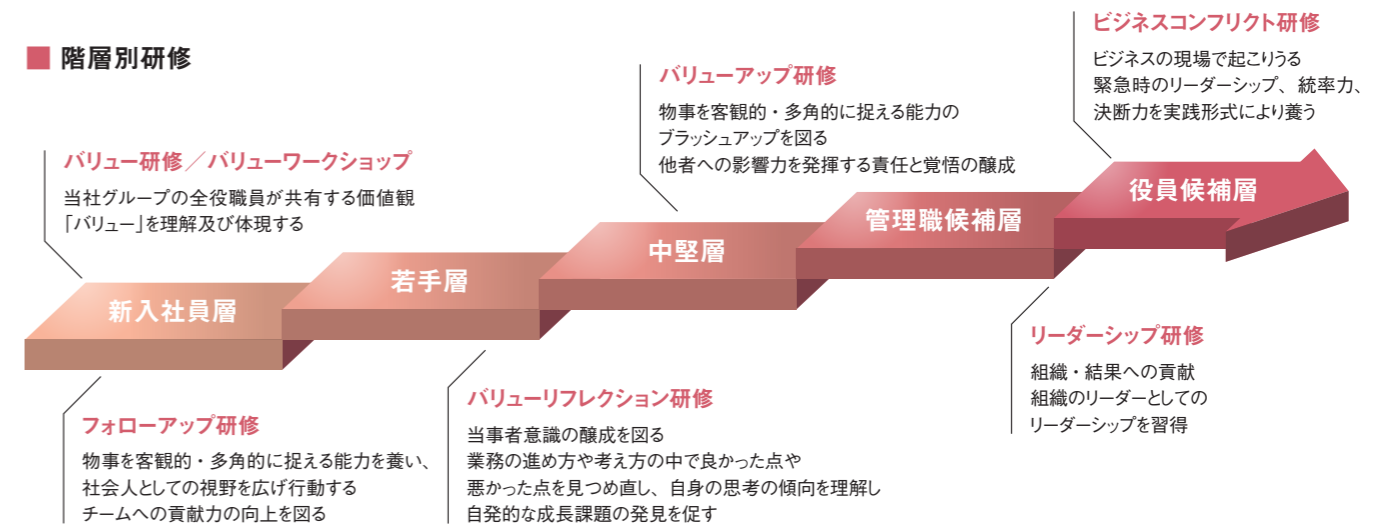 階層別研修
バリュー研修／バリューワークショップ
当社グループの全役職員が共有する価値観
「バリュー」を理解及び体現する
新入社員層
フォローアップ研修
物事を客観的・多角的に捉える能力を養い、
社会人としての視野を広げ行動する
チームへの貢献力の向上を図る
若手層
バリューリフレクション研修
当事者意識の醸成を図る
業務の進め方や考え方の中で良かった点や
悪かった点を見つめ直し、自身の思考の傾向を理解し
自発的な成長課題の発見を促す
バリューアップ研修
物事を客観的・多角的に捉える能力の
ブラッシュアップを図る
他者への影響力を発揮する責任と覚悟の醸成
中堅層
管理職候補層
リーダーシップ研修
組織・結果への貢献
組織のリーダーとしての
リーダーシップを習得
ビジネスコンフリクト研修
ビジネスの現場で起こりうる
緊急時のリーダーシップ、統率力、
決断力を実践形式により養う
役員候補層